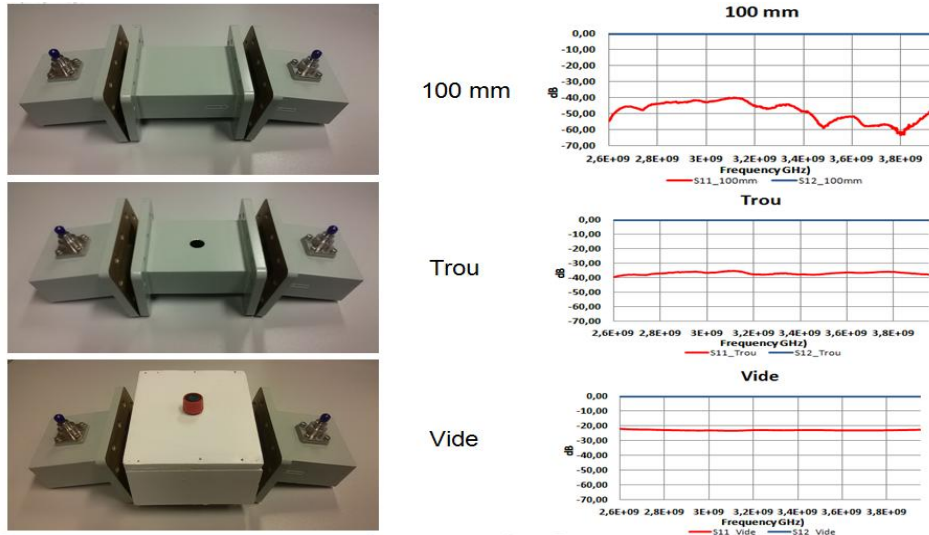 100 mm
100 mm
0,00
-10,00
-20,00
-30,00
-40,00
-50,00
-60,00
-70,00
dB
2,6E+09 2,8E+09 3E+09 3,2E+09 3,4E+09 3,6E+09 3,8E+09
Frequency GHz)
S11_100mm S12_100mm
Trou
Trou
0,00
-10,00
-20,00
-30,00
-40,00
-50,00
-60,00
-70,00
dB
2,6E+09 2,8E+09 3E+09 3,2E+09 3,4E+09 3,6E+09 3,8E+09
Frequency GHz)
S11_Trou S12_Trou
Vide
Vide
0,00
-10,00
-20,00
-30,00
-40,00
-50,00
-60,00
-70,00
dB
2,6E+09 2,8E+09 3E+09 3,2E+09 3,4E+09 3,6E+09 3,8E+09
Frequency GHz)
S11_Vide S12_Vide